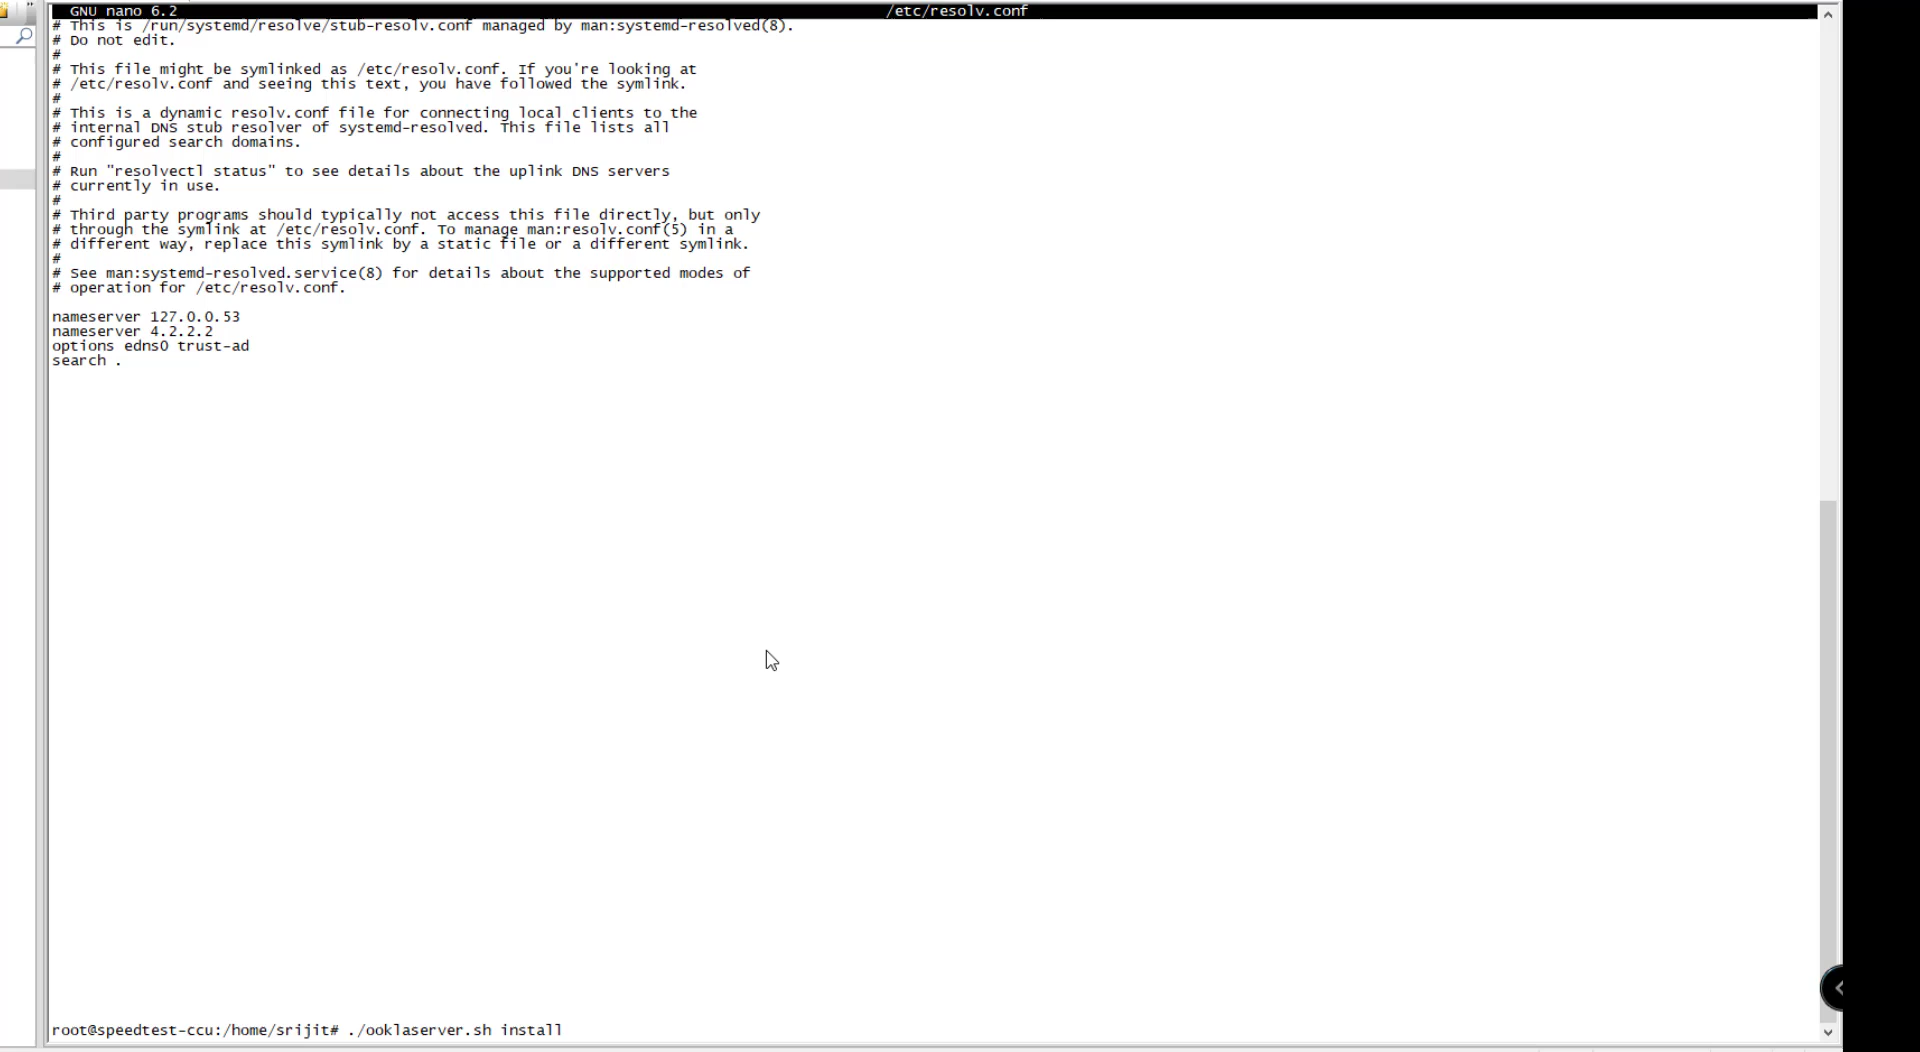 GNU nano 6.2 /etc/resolv.conf
# This is /run/systemd/resolve/stub-resolv.conf managed by man:systemd-resolved(8).
# Do not edit.
#
# This file might be symlinked as /etc/resolv.conf. If you're looking at
# /etc/resolv.conf and seeing this text, you have followed the symlink.
#
# This is a dynamic resolv.conf file for connecting local clients to the
# internal DNS stub resolver of systemd-resolved. This file lists all
# configured search domains.
#
# Run "resolvectl status" to see details about the uplink DNS servers
# currently in use.
#
# Third party programs should typically not access this file directly, but only
# through the symlink at /etc/resolv.conf. To manage man:resolv.conf(5) in a
# different way, replace this symlink by a static file or a different symlink.
#
# See man:systemd-resolved.service(8) for details about the supported modes of
# operation for /etc/resolv.conf.
nameserver 127.0.0.53
nameserver 4.2.2.2
options edns0 trust-ad
search .
root@speedtest-ccu:/home/srijit# ./ooklaserver.sh install